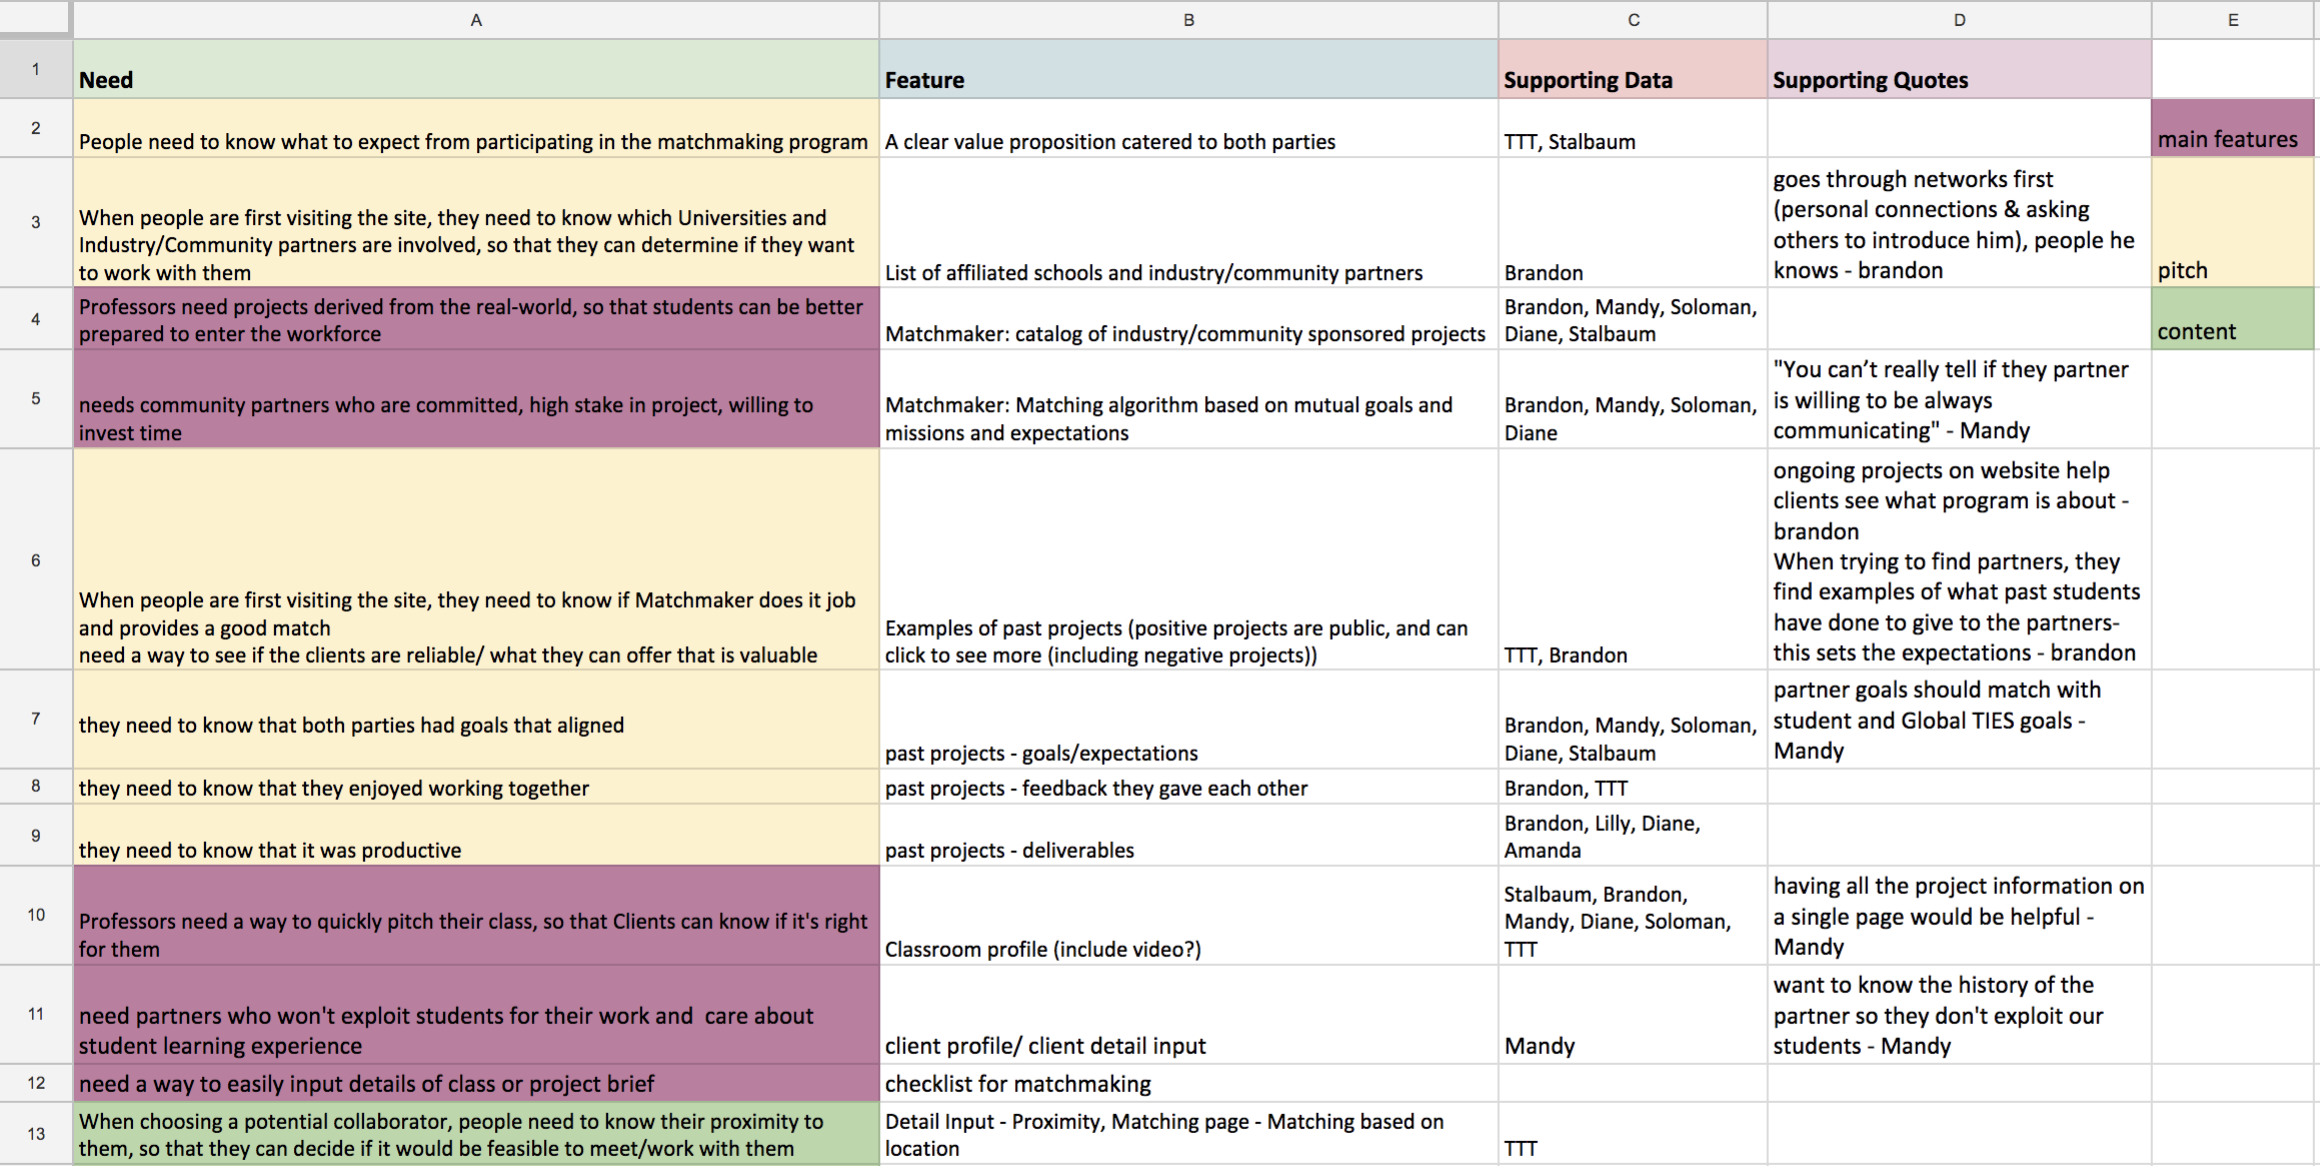 A B C D E
1 Need Feature Supporting Data Supporting Quotes
2 People need to know what to expect from participating in the matchmaking program A clear value proposition catered to both parties TTT, Stalbaum main features
3 When people are first visiting the site, they need to know which Universities and
Industry/Community partners are involved, so that they can determine if they want
to work with them
List of affiliated schools and industry/community partners
Brandon
goes through networks first
(personal connections & asking
others to introduce him), people he
knows - brandon
pitch
4 Professors need projects derived from the real-world, so that students can be better
prepared to enter the workforce
Matchmaker: catalog of industry/community sponsored projects
Brandon, Mandy, Soloman,
Diane, Stalbaum
content
5 needs community partners who are committed, high stake in project, willing to
invest time
Matchmaker: Matching algorithm based on mutual goals and
missions and expectations
Brandon, Mandy, Soloman,
Diane
"You can’t really tell if they partner
is willing to be always
communicating" - Mandy
6 When people are first visiting the site, they need to know if Matchmaker does it job
and provides a good match
need a way to see if the clients are reliable/ what they can offer that is valuable
Examples of past projects (positive projects are public, and can
click to see more (including negative projects))
TTT, Brandon
ongoing projects on website help
clients see what program is about -
brandon
When trying to find partners, they
find examples of what past students
have done to give to the partners-
this sets the expectations - brandon
7 they need to know that both parties had goals that aligned
past projects - goals/expectations
Brandon, Mandy, Soloman,
Diane, Stalbaum
partner goals should match with
student and Global TIES goals -
Mandy
8 they need to know that they enjoyed working together past projects - feedback they gave each other Brandon, TTT
9 they need to know that it was productive
past projects - deliverables
Brandon, Lilly, Diane,
Amanda
10 Professors need a way to quickly pitch their class, so that Clients can know if it's right
for them
Classroom profile (include video?)
Stalbaum, Brandon,
Mandy, Diane, Soloman,
TTT
having all the project information on
a single page would be helpful -
Mandy
11 need partners who won't exploit students for their work and  care about
student learning experience
client profile/ client detail input
Mandy
want to know the history of the
partner so they don't exploit our
students - Mandy
12 need a way to easily input details of class or project brief checklist for matchmaking
13 When choosing a potential collaborator, people need to know their proximity to
them, so that they can decide if it would be feasible to meet/work with them
Detail Input - Proximity, Matching page - Matching based on
location
TTT